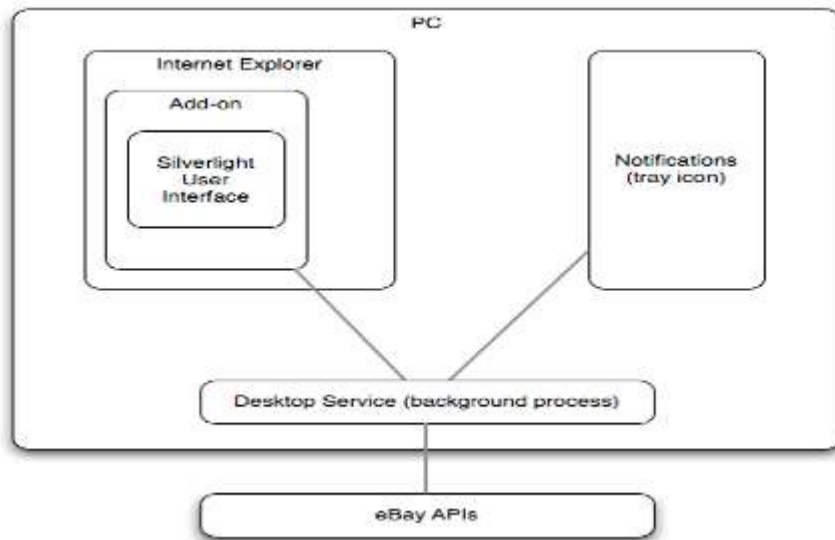 PC
Internet Explorer
Add-on
Silverlight
User
Interface
Notifications
(tray icon)
Desktop Service (background process)
eBay APIs